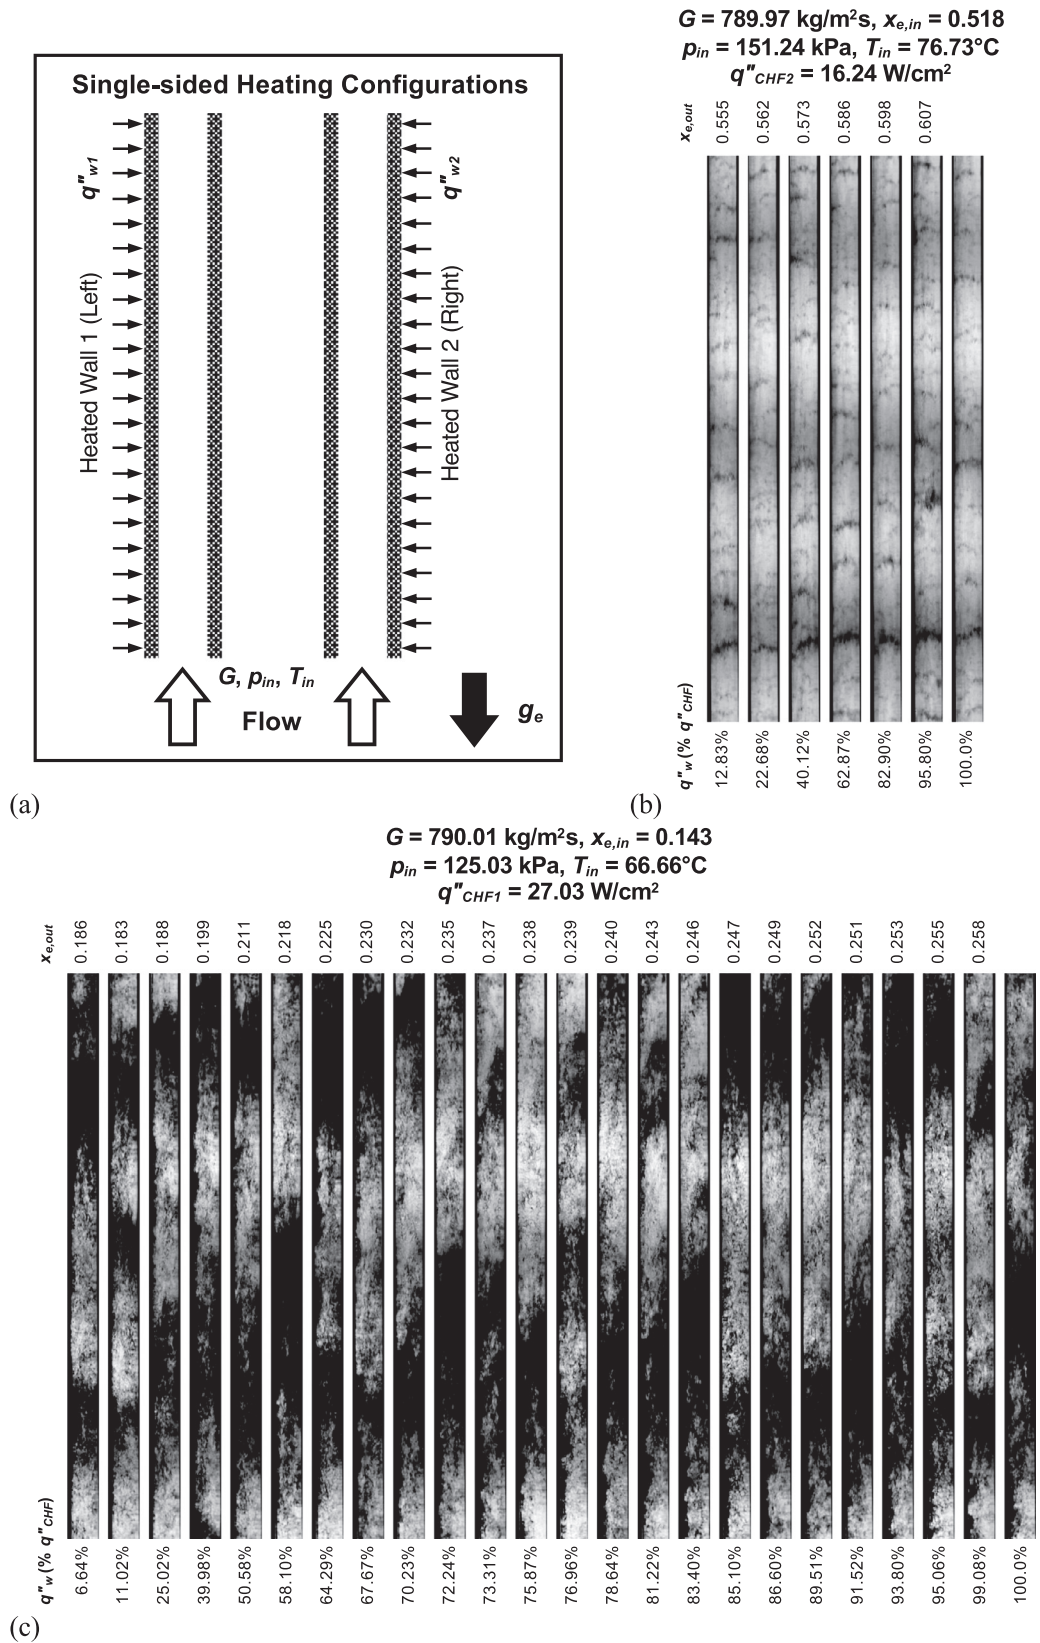 Single-sided Heating Configurations
q"w1
q"w2
Heated Wall 1 (Left)
Heated Wall 2 (Right)
G, pin, Tin
Flow
ge
(a)
G = 789.97 kg/m²s, xe,in = 0.518
pin = 151.24 kPa, Tin = 76.73°C
q"CHF2 = 16.24 W/cm²
xe,out
0.555
0.562
0.573
0.586
0.598
0.607
q"w (% q"CHF)
12.83%
22.68%
40.12%
62.87%
82.90%
95.80%
100.0%
(b)
G = 790.01 kg/m²s, xe,in = 0.143
pin = 125.03 kPa, Tin = 66.66°C
q"CHF1 = 27.03 W/cm²
xe,out
0.186
0.183
0.188
0.199
0.211
0.218
0.225
0.230
0.232
0.235
0.237
0.238
0.239
0.240
0.243
0.246
0.247
0.249
0.252
0.251
0.253
0.255
0.258
q"w (% q"CHF)
6.64%
11.02%
25.02%
39.98%
50.58%
58.10%
64.29%
67.67%
70.23%
72.24%
73.31%
75.87%
76.96%
78.64%
81.22%
83.40%
85.10%
86.60%
89.51%
91.52%
93.80%
95.06%
99.08%
100.0%
(c)